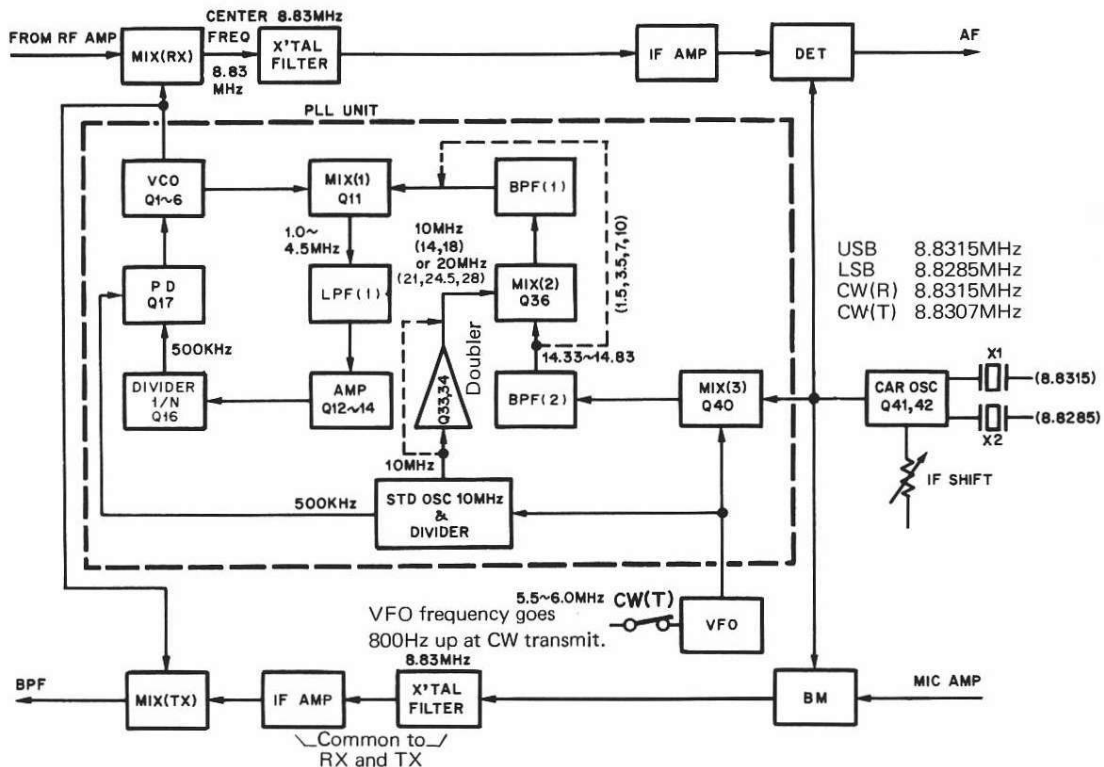 FROM RF AMP
MIX(RX)
CENTER 8.83MHz
FREQ
8.83
MHz
X'TAL
FILTER
IF AMP
DET
AF
PLL UNIT
VCO
Q1~6
MIX(1)
Q11
BPF(1)
1.0~
4.5MHz
10MHz
(14,18)
or 20MHz
(21,24.5,28)
(1.5,3.5,7,10)
PD
Q17
LPF(1)
MIX(2)
Q36
USB 8.8315MHz
LSB 8.8285MHz
CW(R) 8.8315MHz
CW(T) 8.8307MHz
500KHz
14.33~14.83
Doubler
Q33,34
DIVIDER
1/N
Q16
AMP
Q12~14
BPF(2)
MIX(3)
Q40
CAR OSC
Q41,42
X1
(8.8315)
X2
(8.8285)
10MHz
IF SHIFT
500KHz
STD OSC 10MHz
&
DIVIDER
5.5~6.0MHz
CW(T)
VFO
VFO frequency goes
800Hz up at CW transmit.
8.83MHz
BPF
MIX(TX)
IF AMP
X'TAL
FILTER
BM
MIC AMP
Common to
RX and TX